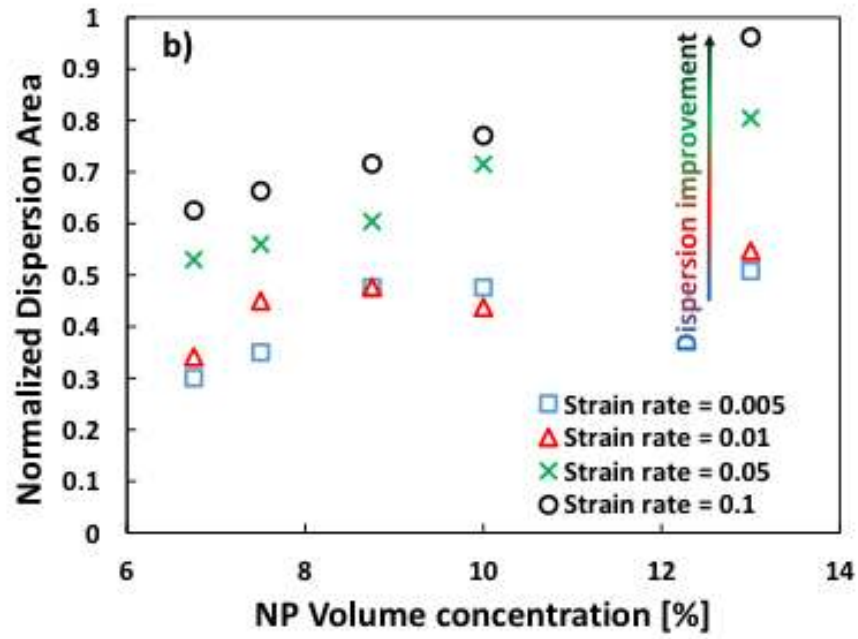 b)
1
0.9
0.8
0.7
0.6
0.5
0.4
0.3
0.2
0.1
0
Normalized Dispersion Area
Dispersion improvement
Strain rate = 0.005
Strain rate = 0.01
Strain rate = 0.05
Strain rate = 0.1
6 8 10 12 14
NP Volume concentration [%]